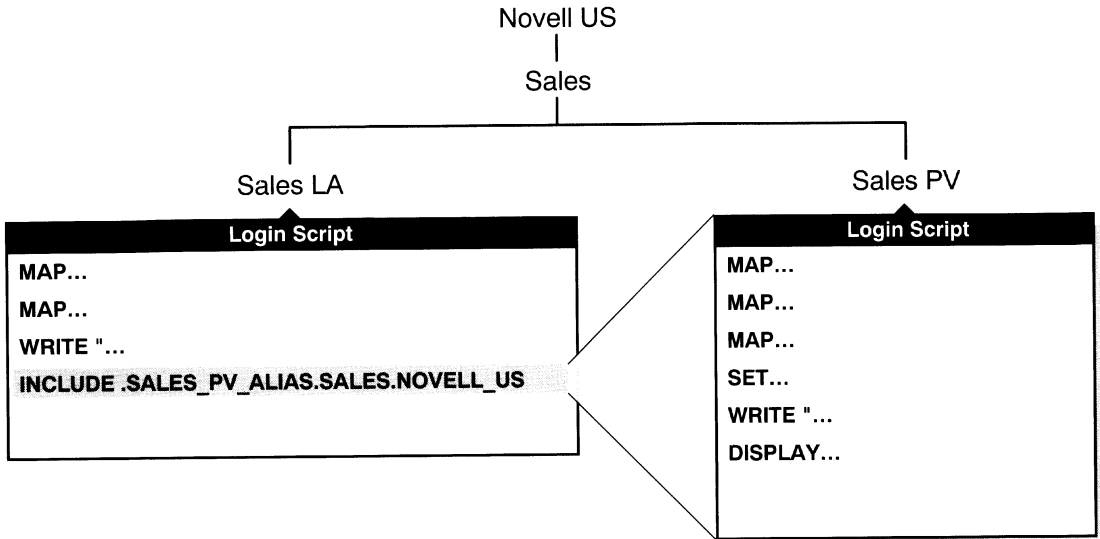 Novell US
Sales
Sales LA
Sales PV
Login Script
MAP...
MAP...
WRITE "...
INCLUDE .SALES_PV_ALIAS.SALES.NOVELL_US
Login Script
MAP...
MAP...
MAP...
SET...
WRITE "...
DISPLAY...